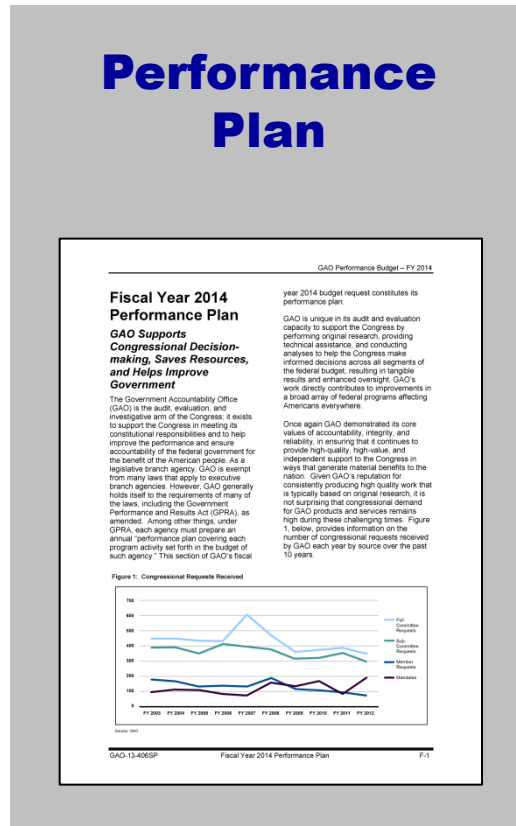 Performance
Plan
GAO Performance Budget – FY 2014
Fiscal Year 2014
Performance Plan
GAO Supports
Congressional Decision-
making, Saves Resources,
and Helps Improve
Government
The Government Accountability Office
(GAO) is the audit, evaluation, and
investigative arm of the Congress; it exists
to support the Congress in meeting its
constitutional responsibilities and to help
improve the performance and ensure
accountability of the federal government for
the benefit of the American people. As a
legislative branch agency, GAO is exempt
from many laws that apply to executive
branch agencies. However, GAO generally
holds itself to the requirements of many of
the laws, including the Government
Performance and Results Act (GPRA), as
amended. Among other things, under
GPRA, each agency must prepare an
annual “performance plan covering each
program activity set forth in the budget of
such agency.” This section of GAO’s fiscal
year 2014 budget request constitutes its
performance plan.
GAO is unique in its audit and evaluation
capacity to support the Congress by
performing original research, providing
technical assistance, and conducting
analyses to help the Congress make
informed decisions across all segments of
the federal budget, resulting in tangible
results and enhanced oversight. GAO’s
work directly contributes to improvements in
a broad array of federal programs affecting
Americans everywhere.
Once again GAO demonstrated its core
values of accountability, integrity, and
reliability, in ensuring that it continues to
provide high-quality, high-value, and
independent support to the Congress in
ways that generate material benefits to the
nation. Given GAO’s reputation for
consistently producing high quality work that
is typically based on original research, it is
not surprising that congressional demand
for GAO products and services remains
high during these challenging times. Figure
1, below, provides information on the
number of congressional requests received
by GAO each year by source over the past
10 years.
Figure 1: Congressional Requests Received
700
600
500
400
300
200
100
0
FY 2003 FY 2004 FY 2005 FY 2006 FY 2007 FY 2008 FY 2009 FY 2010 FY 2011 FY 2012
Full
Committee
Requests
Sub-
Committee
Requests
Member
Requests
Mandates
Source: GAO
GAO-13-406SP Fiscal Year 2014 Performance Plan F-1